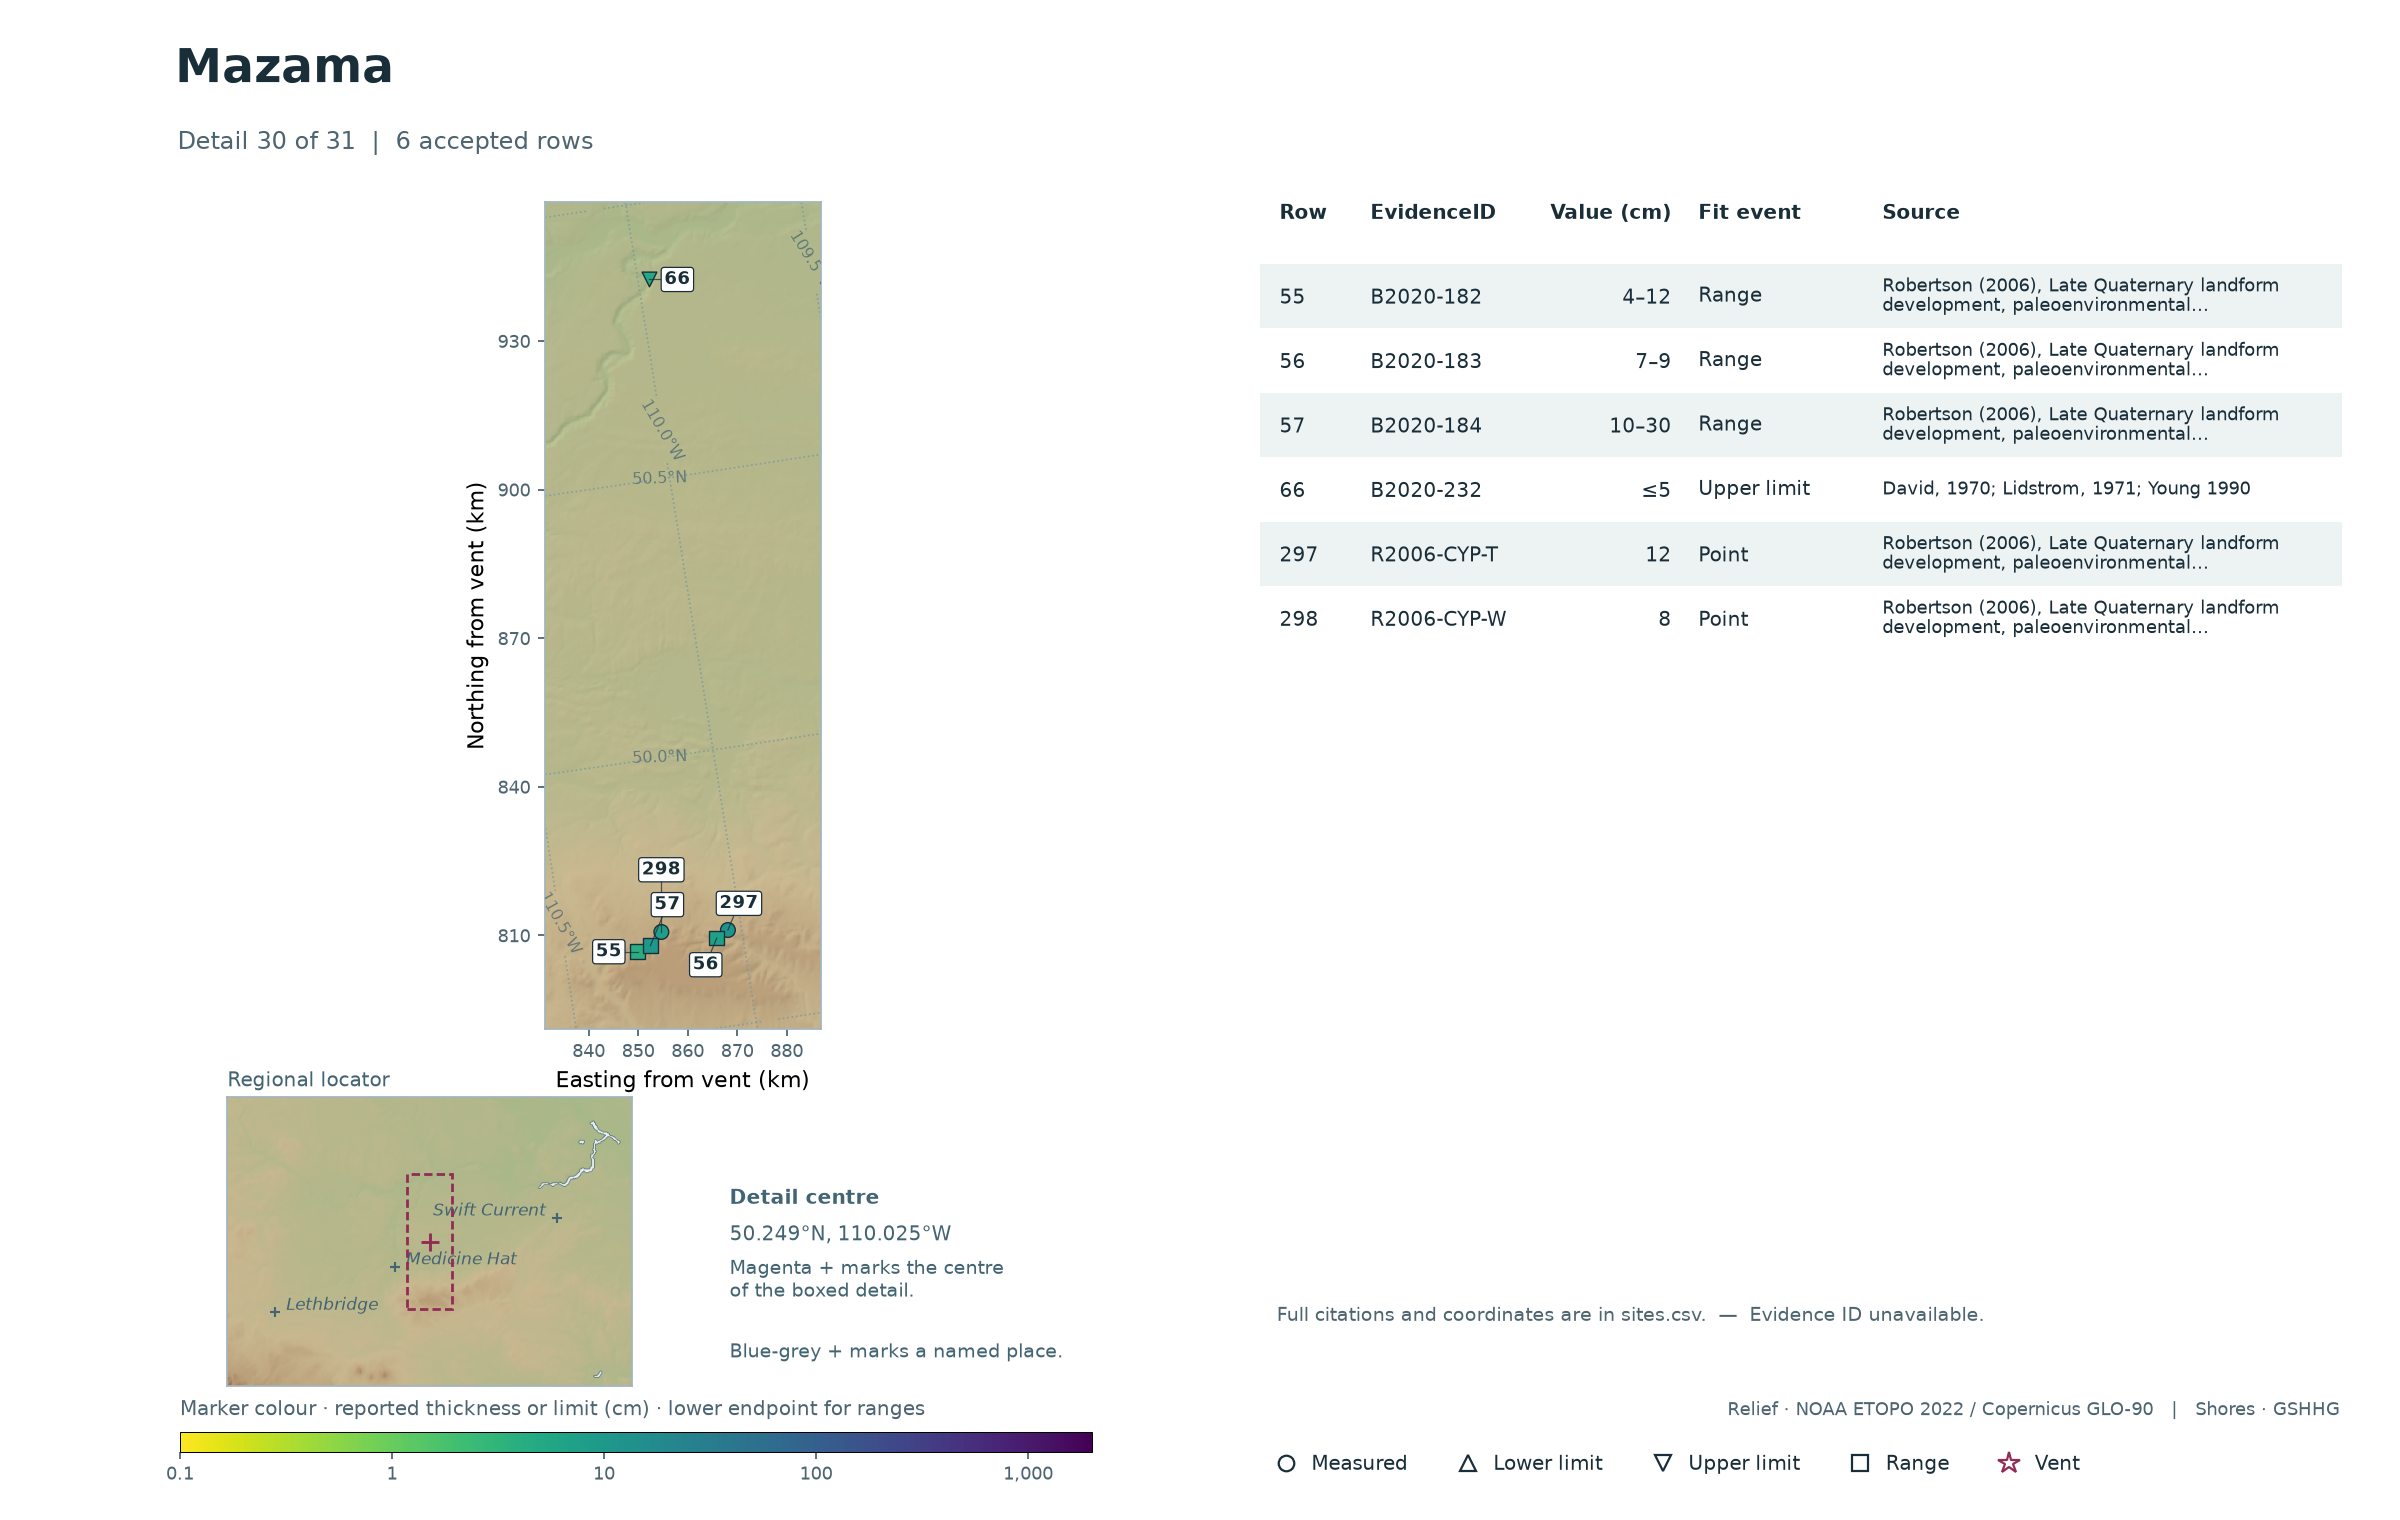 Mazama
Detail 30 of 31 | 6 accepted rows
Row EvidenceID Value (cm) Fit event Source
55 B2020-182 4–12 Range Robertson (2006), Late Quaternary landform
development, paleoenvironmental...
56 B2020-183 7–9 Range Robertson (2006), Late Quaternary landform
development, paleoenvironmental...
57 B2020-184 10–30 Range Robertson (2006), Late Quaternary landform
development, paleoenvironmental...
66 B2020-232 ≤5 Upper limit David, 1970; Lidstrom, 1971; Young 1990
297 R2006-CYP-T 12 Point Robertson (2006), Late Quaternary landform
development, paleoenvironmental...
298 R2006-CYP-W 8 Point Robertson (2006), Late Quaternary landform
development, paleoenvironmental...
Northing from vent (km)
930
900
870
840
810
109.5
66
110.0°W
50.5°N
50.0°N
298
57
297
110.5°W
55
56
840 850 860 870 880
Easting from vent (km)
Regional locator
Swift Current
Medicine Hat
Lethbridge
Detail centre
50.249°N, 110.025°W
Magenta + marks the centre
of the boxed detail.
Blue-grey + marks a named place.
Full citations and coordinates are in sites.csv. — Evidence ID unavailable.
Marker colour · reported thickness or limit (cm) · lower endpoint for ranges
0.1 1 10 100 1,000
Relief · NOAA ETOPO 2022 / Copernicus GLO-90 | Shores · GSHHG
Measured Lower limit Upper limit Range Vent